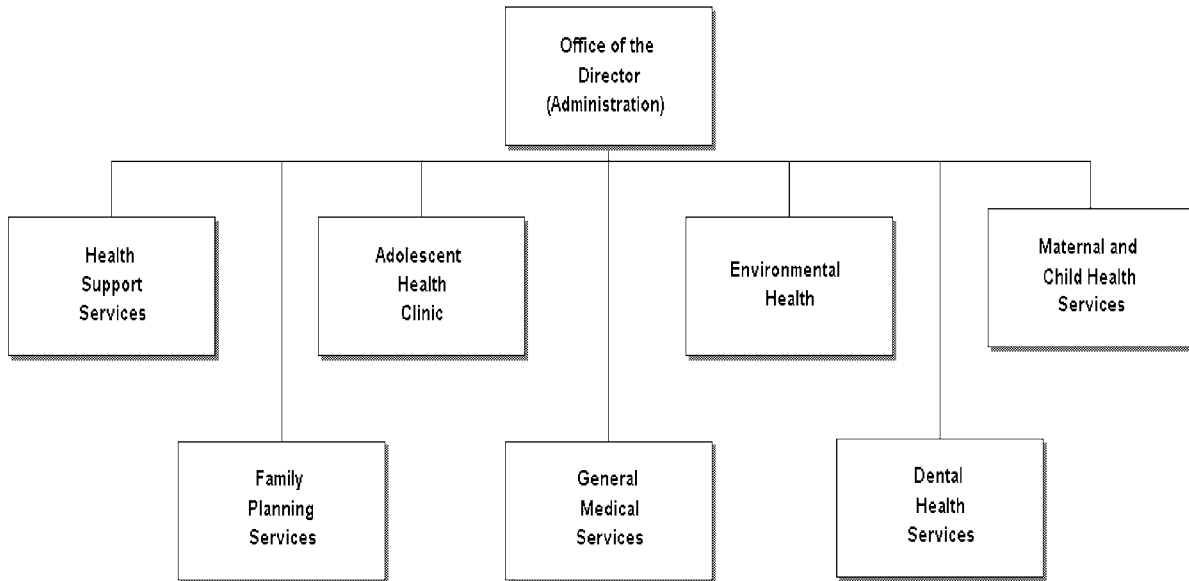 Office of the
Director
(Administration)
Health
Support
Services
Adolescent
Health
Clinic
Environmental
Health
Maternal and
Child Health
Services
Family
Planning
Services
General
Medical
Services
Dental
Health
Services